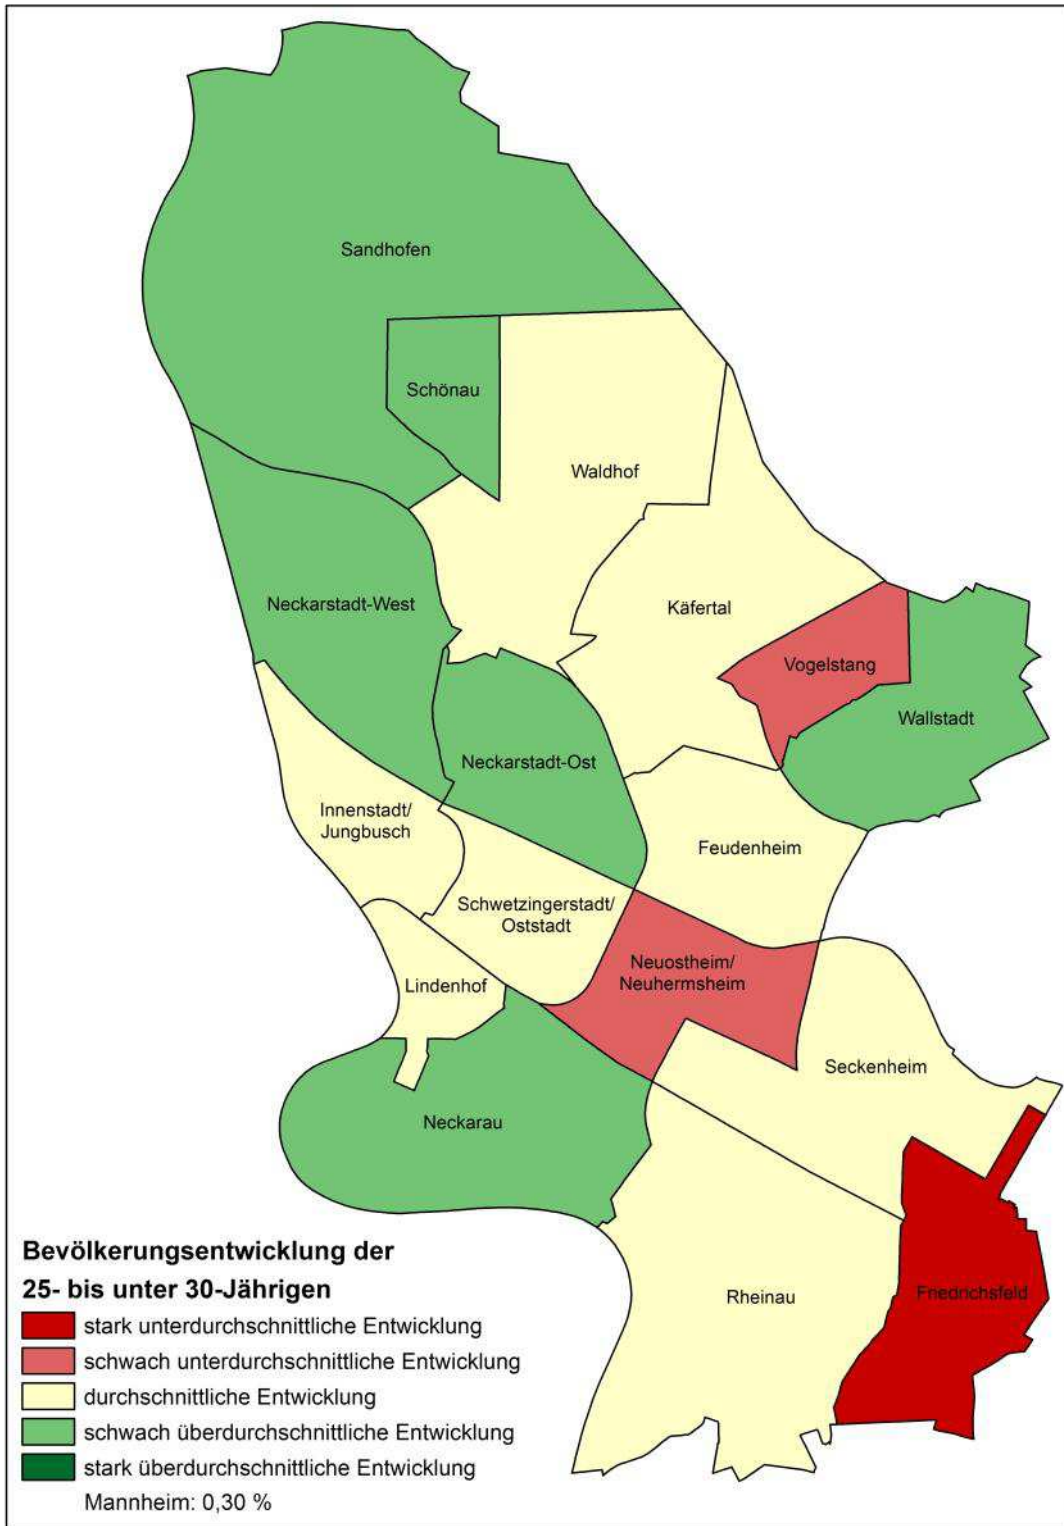 Sandhofen
Schönau
Waldhof
Neckarstadt-West
Käfertal
Vogelstang
Wallstadt
Neckarstadt-Ost
Innenstadt/
Jungbusch
Feudenheim
Schwetzingerstadt/
Oststadt
Neuostheim/
Neuhermsheim
Lindenhof
Seckenheim
Neckarau
Rheinau
Friedrichsfeld
Bevölkerungsentwicklung der
25- bis unter 30-Jährigen
stark unterdurchschnittliche Entwicklung
schwach unterdurchschnittliche Entwicklung
durchschnittliche Entwicklung
schwach überdurchschnittliche Entwicklung
stark überdurchschnittliche Entwicklung
Mannheim: 0,30 %